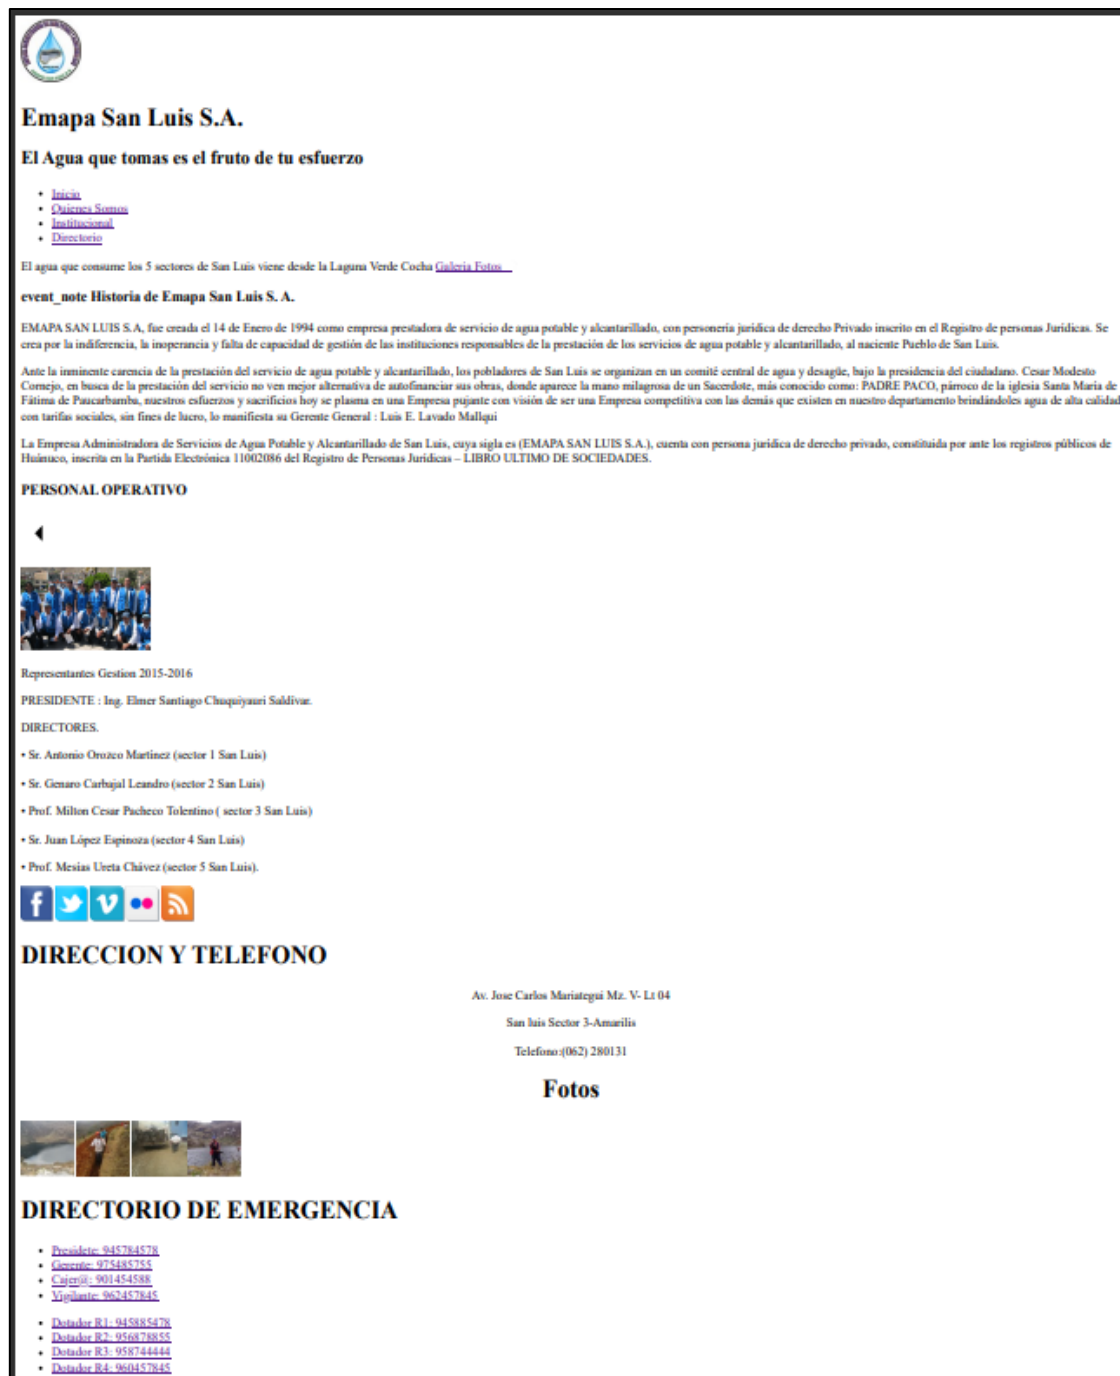 Emapa San Luis S.A.
El Agua que tomas es el fruto de tu esfuerzo
• Inicio
• Quienes Somos
• Institucional
• Directorio
El agua que consume los 5 sectores de San Luis viene desde la Laguna Verde Cocha Galeria Fotos
event_note Historia de Emapa San Luis S. A.
EMAPA SAN LUIS S.A, fue creada el 14 de Enero de 1994 como empresa prestadora de servicio de agua potable y alcantarillado, con personería jurídica de derecho Privado inscrito en el Registro de personas Jurídicas. Se
crea por la indiferencia, la inoperancia y falta de capacidad de gestión de las instituciones responsables de la prestación de los servicios de agua potable y alcantarillado, al naciente Pueblo de San Luis.
Ante la inminente carencia de la prestación del servicio de agua potable y alcantarillado, los pobladores de San Luis se organizan en un comité central de agua y desagüe, bajo la presidencia del ciudadano. Cesar Modesto
Cornejo, en busca de la prestación del servicio no ven mejor alternativa de autofinanciar sus obras, donde aparece la mano milagrosa de un Sacerdote, más conocido como: PADRE PACO, párroco de la iglesia Santa Maria de
Fátima de Paucarbamba, nuestros esfuerzos y sacrificios hoy se plasma en una Empresa pujante con visión de ser una Empresa competitiva con las demás que existen en nuestro departamento brindándoles agua de alta calidad
con tarifas sociales, sin fines de lucro, lo manifiesta su Gerente General : Luis E. Lavado Mallqui
La Empresa Administradora de Servicios de Agua Potable y Alcantarillado de San Luis, cuya sigla es (EMAPA SAN LUIS S.A.), cuenta con persona jurídica de derecho privado, constituida por ante los registros públicos de
Huánuco, inscrita en la Partida Electrónica 11002086 del Registro de Personas Jurídicas – LIBRO ULTIMO DE SOCIEDADES.
PERSONAL OPERATIVO
Representantes Gestion 2015-2016
PRESIDENTE : Ing. Elmer Santiago Chuquiyauri Saldívar.
DIRECTORES.
• Sr. Antonio Orozco Martinez (sector 1 San Luis)
• Sr. Genaro Carbajal Leandro (sector 2 San Luis)
• Prof. Milton Cesar Pacheco Tolentino ( sector 3 San Luis)
• Sr. Juan López Espinoza (sector 4 San Luis)
• Prof. Mesias Ureta Chávez (sector 5 San Luis).
DIRECCION Y TELEFONO
Av. Jose Carlos Mariategui Mz. V- Lt 04
San luis Sector 3-Amarilis
Telefono:(062) 280131
Fotos
DIRECTORIO DE EMERGENCIA
• Presidete: 945784578
• Gerente: 975485755
• Cajer@: 901454588
• Vigilante: 962457845
• Dotador R1: 945885478
• Dotador R2: 956878855
• Dotador R3: 958744444
• Dotador R4: 960457845